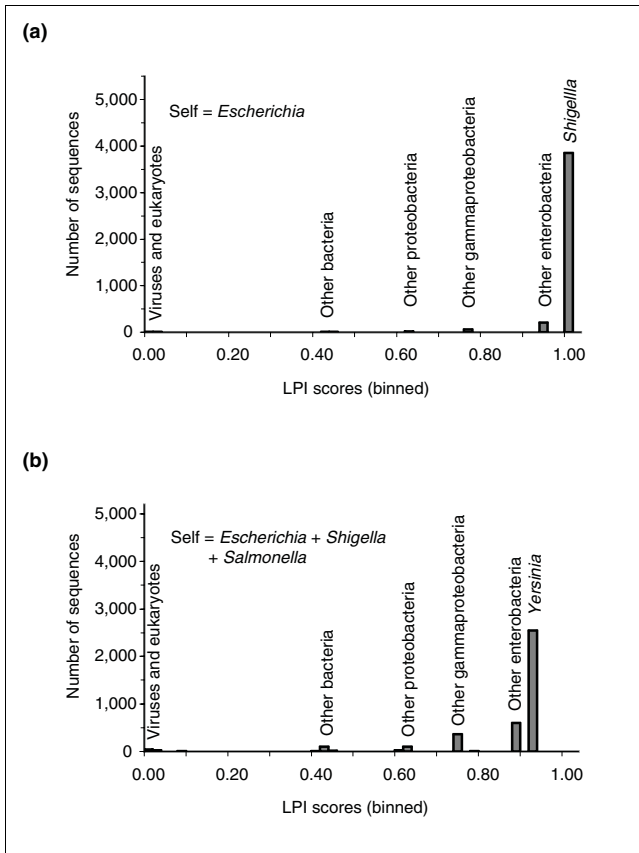 (a)
Number of sequences
5,000
4,000
3,000
2,000
1,000
0
Self = Escherichia
Viruses and eukaryotes
Other bacteria
Other proteobacteria
Other gammaproteobacteria
Other enterobacteria
Shigellla
0.00 0.20 0.40 0.60 0.80 1.00
LPI scores (binned)
(b)
Number of sequences
5,000
4,000
3,000
2,000
1,000
0
Self = Escherichia + Shigella
+ Salmonella
Viruses and eukaryotes
Other bacteria
Other proteobacteria
Other gammaproteobacteria
Other enterobacteria
Yersinia
0.00 0.20 0.40 0.60 0.80 1.00
LPI scores (binned)